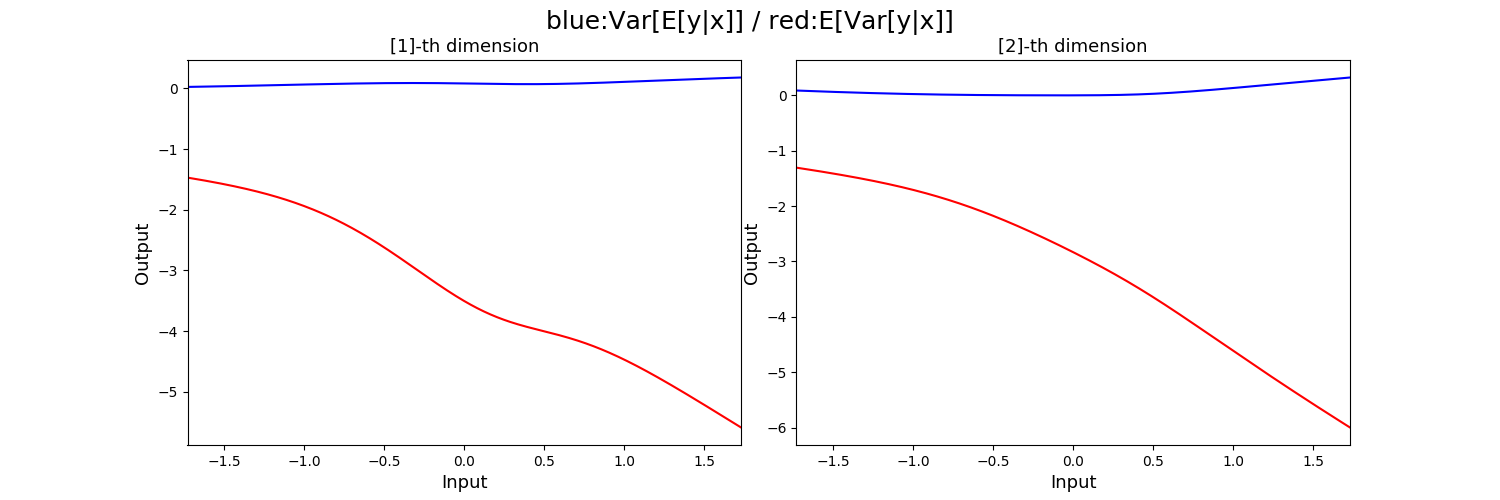 blue:Var[E[y|x]] / red:E[Var[y|x]]
[1]-th dimension
0
−1
−2
−3
−4
−5
Output
−1.5 −1.0 −0.5 0.0 0.5 1.0 1.5
Input
[2]-th dimension
0
−1
−2
−3
−4
−5
−6
Output
−1.5 −1.0 −0.5 0.0 0.5 1.0 1.5
Input